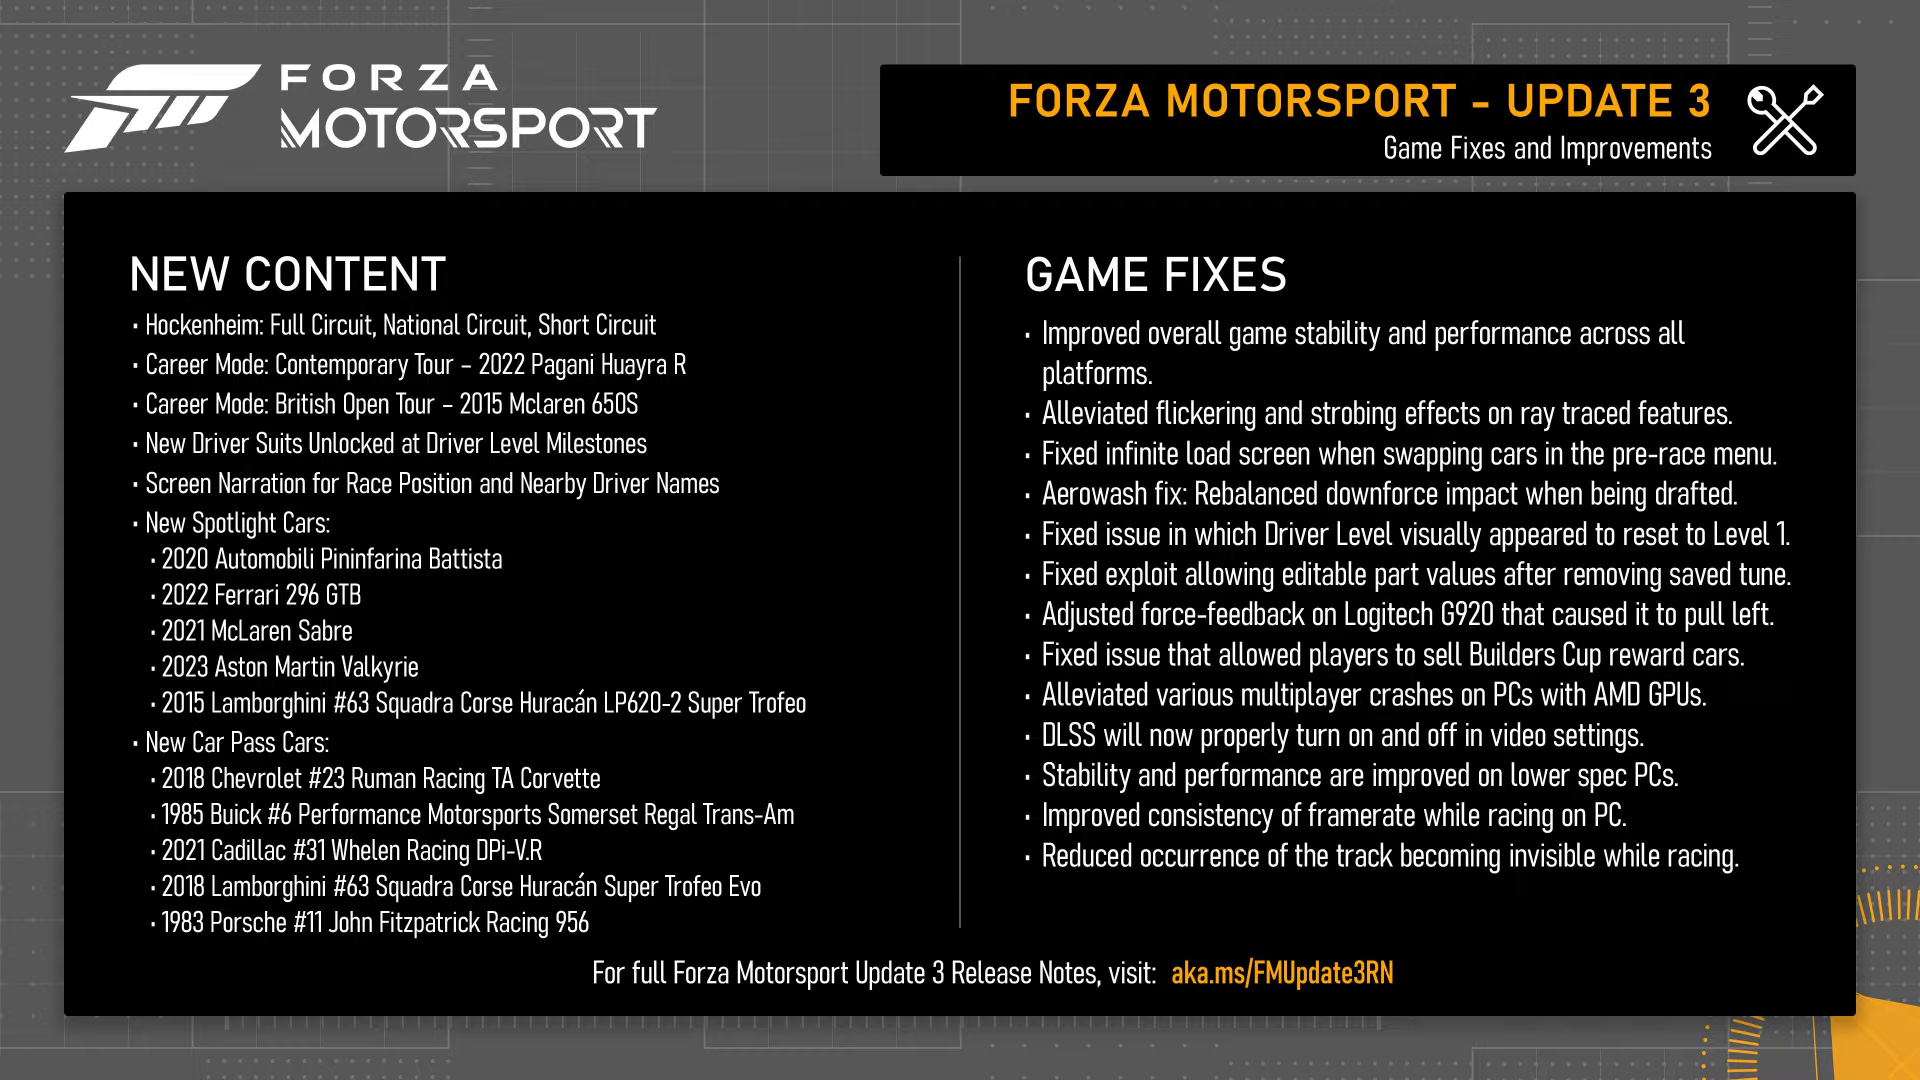 FORZA
MOTORSPORT
FORZA MOTORSPORT - UPDATE 3
Game Fixes and Improvements
NEW CONTENT
· Hockenheim: Full Circuit, National Circuit, Short Circuit
· Career Mode: Contemporary Tour – 2022 Pagani Huayra R
· Career Mode: British Open Tour – 2015 Mclaren 650S
· New Driver Suits Unlocked at Driver Level Milestones
· Screen Narration for Race Position and Nearby Driver Names
· New Spotlight Cars:
· 2020 Automobili Pininfarina Battista
· 2022 Ferrari 296 GTB
· 2021 McLaren Sabre
· 2023 Aston Martin Valkyrie
· 2015 Lamborghini #63 Squadra Corse Huracán LP620-2 Super Trofeo
· New Car Pass Cars:
· 2018 Chevrolet #23 Ruman Racing TA Corvette
· 1985 Buick #6 Performance Motorsports Somerset Regal Trans-Am
· 2021 Cadillac #31 Whelen Racing DPi-V.R
· 2018 Lamborghini #63 Squadra Corse Huracán Super Trofeo Evo
· 1983 Porsche #11 John Fitzpatrick Racing 956
GAME FIXES
· Improved overall game stability and performance across all
platforms.
· Alleviated flickering and strobing effects on ray traced features.
· Fixed infinite load screen when swapping cars in the pre-race menu.
· Aerowash fix: Rebalanced downforce impact when being drafted.
· Fixed issue in which Driver Level visually appeared to reset to Level 1.
· Fixed exploit allowing editable part values after removing saved tune.
· Adjusted force-feedback on Logitech G920 that caused it to pull left.
· Fixed issue that allowed players to sell Builders Cup reward cars.
· Alleviated various multiplayer crashes on PCs with AMD GPUs.
· DLSS will now properly turn on and off in video settings.
· Stability and performance are improved on lower spec PCs.
· Improved consistency of framerate while racing on PC.
· Reduced occurrence of the track becoming invisible while racing.
For full Forza Motorsport Update 3 Release Notes, visit: aka.ms/FMUpdate3RN